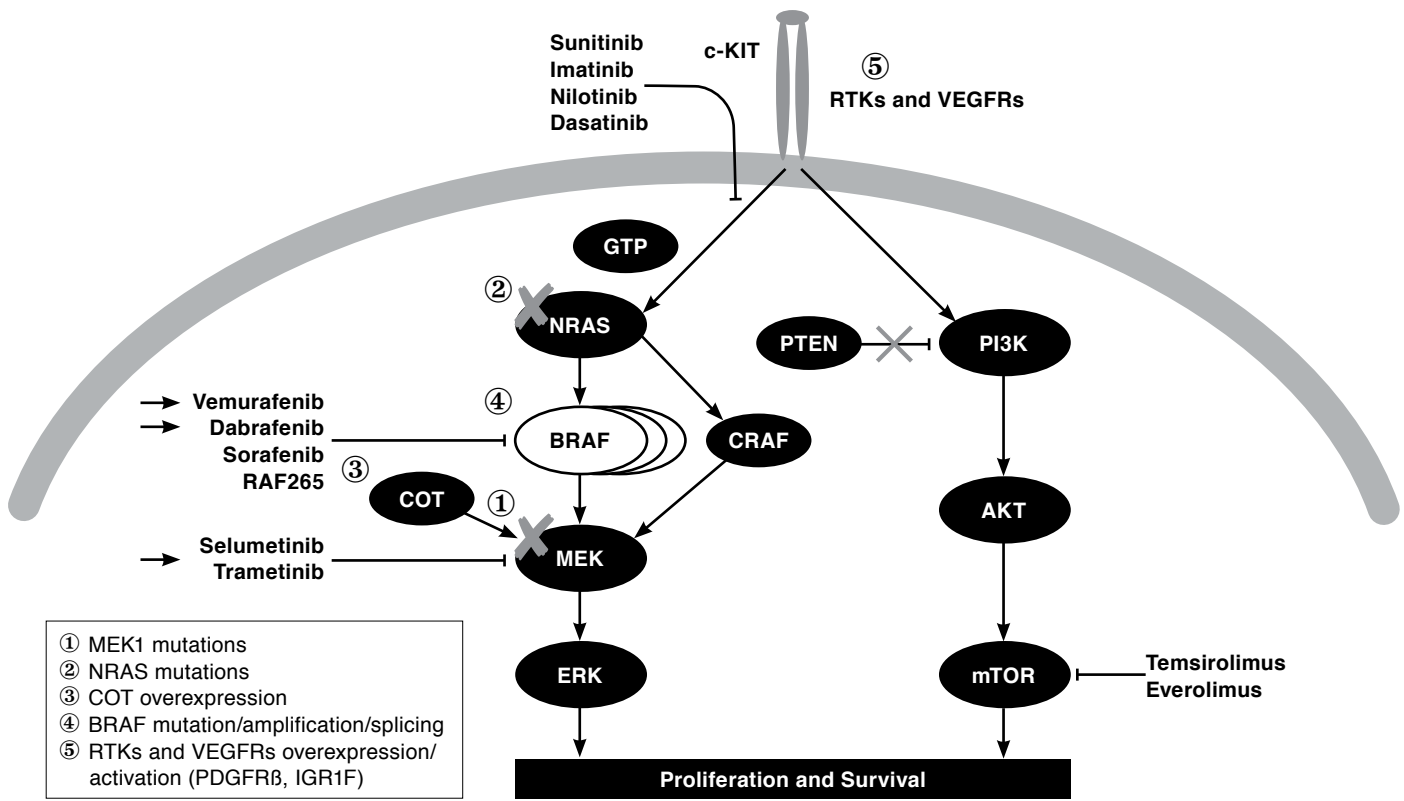 Sunitinib
Imatinib
Nilotinib
Dasatinib
c-KIT
⑤
RTKs and VEGFRs
GTP
②
NRAS
PTEN
PI3K
Vemurafenib
Dabrafenib
Sorafenib
RAF265
④
BRAF
CRAF
③
COT
①
MEK
AKT
Selumetinib
Trametinib
ERK
mTOR
Temsirolimus
Everolimus
① MEK1 mutations
② NRAS mutations
③ COT overexpression
④ BRAF mutation/amplification/splicing
⑤ RTKs and VEGFRs overexpression/
activation (PDGFRß, IGR1F)
Proliferation and Survival